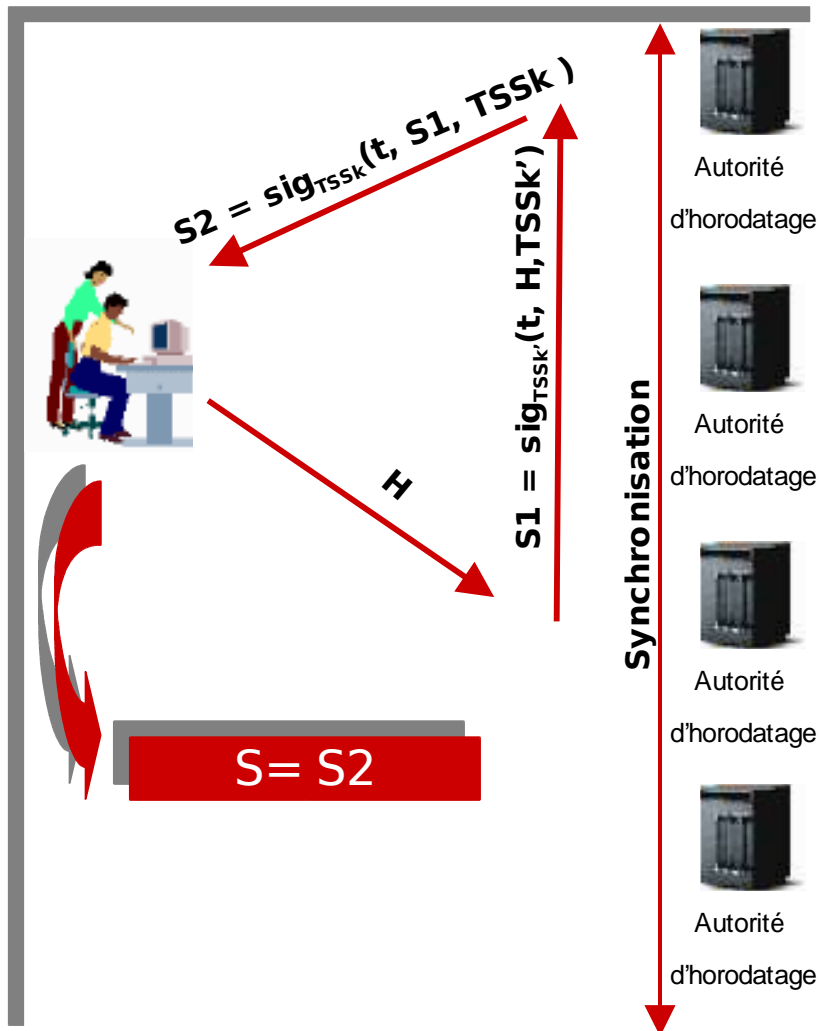 S2 = sigTSSk(t, S1, TSSk )
S1 = sigTSSk’(t, H,TSSk’)
H
S= S2
Synchronisation
Autorité
d’horodatage
Autorité
d’horodatage
Autorité
d’horodatage
Autorité
d’horodatage